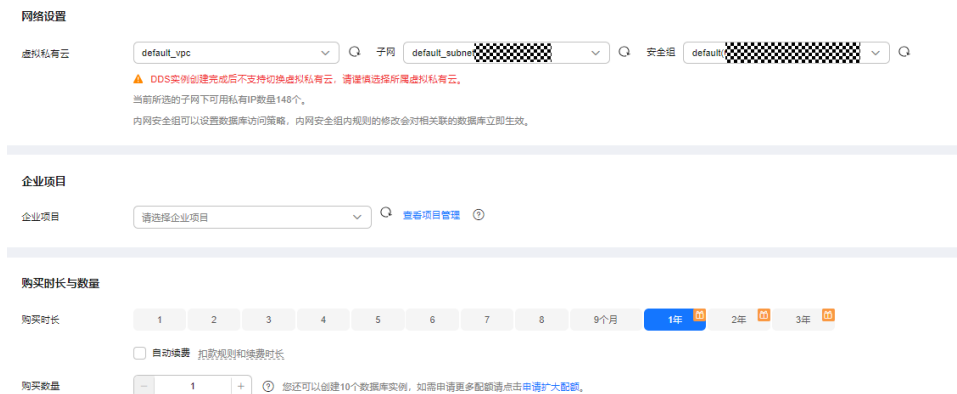 网络设置
虚拟私有云 default_vpc 子网 default_subnet 安全组 default(
DDS实例创建完成后不支持切换虚拟私有云，请谨慎选择所属虚拟私有云。
当前所选的子网下可用私有IP数量148个。
内网安全组可以设置数据库访问策略，内网安全组内规则的修改会对相关联的数据库立即生效。
企业项目
企业项目 请选择企业项目 查看项目管理 ?
购买时长与数量
购买时长 1 2 3 4 5 6 7 8 9个月 1年 2年 3年
自动续费 扣款规则和续费时长
购买数量 − 1 + ? 您还可以创建10个数据库实例，如需申请更多配额请点击申请扩大配额。